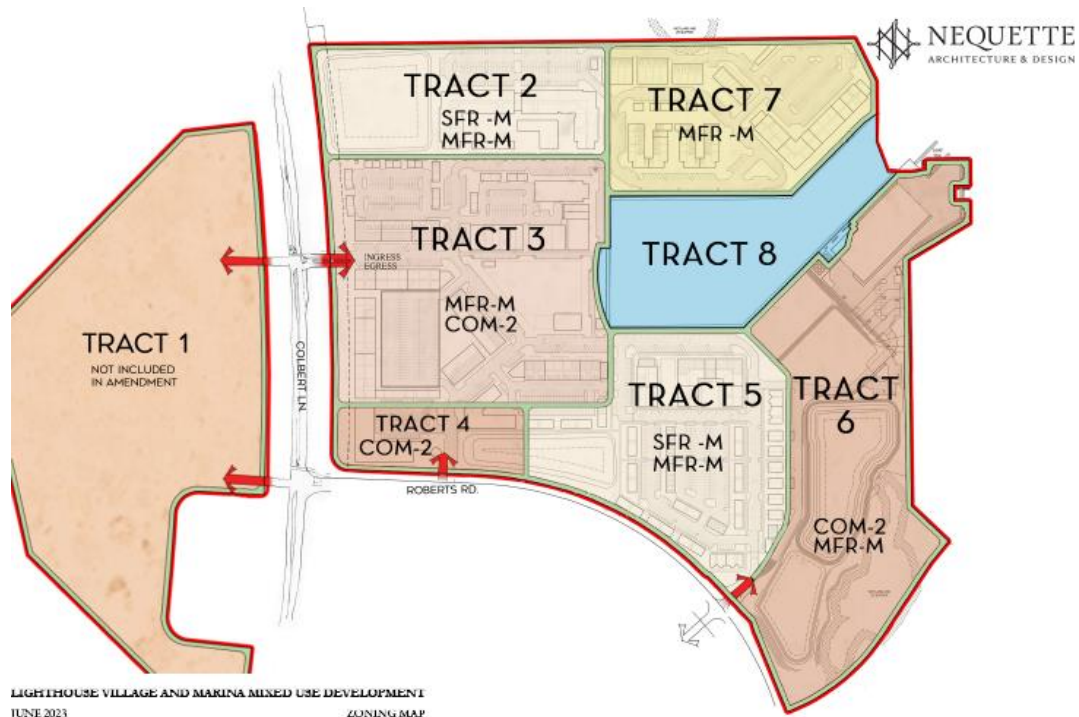 NEQUETTE
ARCHITECTURE & DESIGN
TRACT 2
SFR -M
MFR-M
TRACT 7
MFR -M
TRACT 3
INGRESS
EGRESS
MFR-M
COM-2
TRACT 8
TRACT 1
NOT INCLUDED
IN AMENDMENT
COLBERT LN.
TRACT 4
COM-2
ROBERTS RD.
TRACT 5
SFR -M
MFR-M
TRACT
6
COM-2
MFR-M
LIGHTHOUSE VILLAGE AND MARINA MIXED USE DEVELOPMENT
JUNE 2023
ZONING MAP